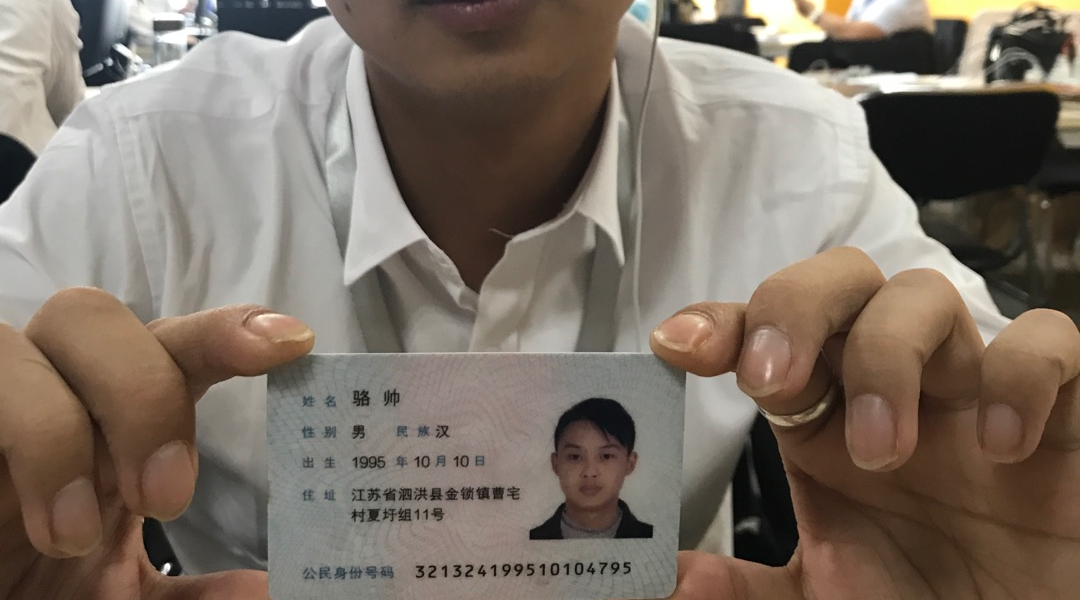 姓名 骆帅
性别 男 民族 汉
出生 1995 年 10 月 10 日
住址 江苏省泗洪县金锁镇曹宅
村夏圩组11号
公民身份号码 321324199510104795